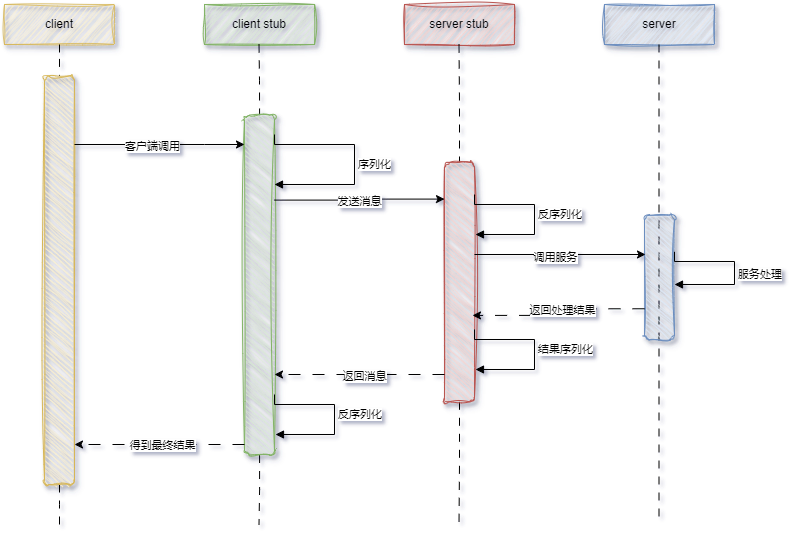 client
client stub
server stub
server
客户端调用
序列化
发送消息
反序列化
调用服务
服务处理
返回处理结果
结果序列化
返回消息
反序列化
得到最终结果